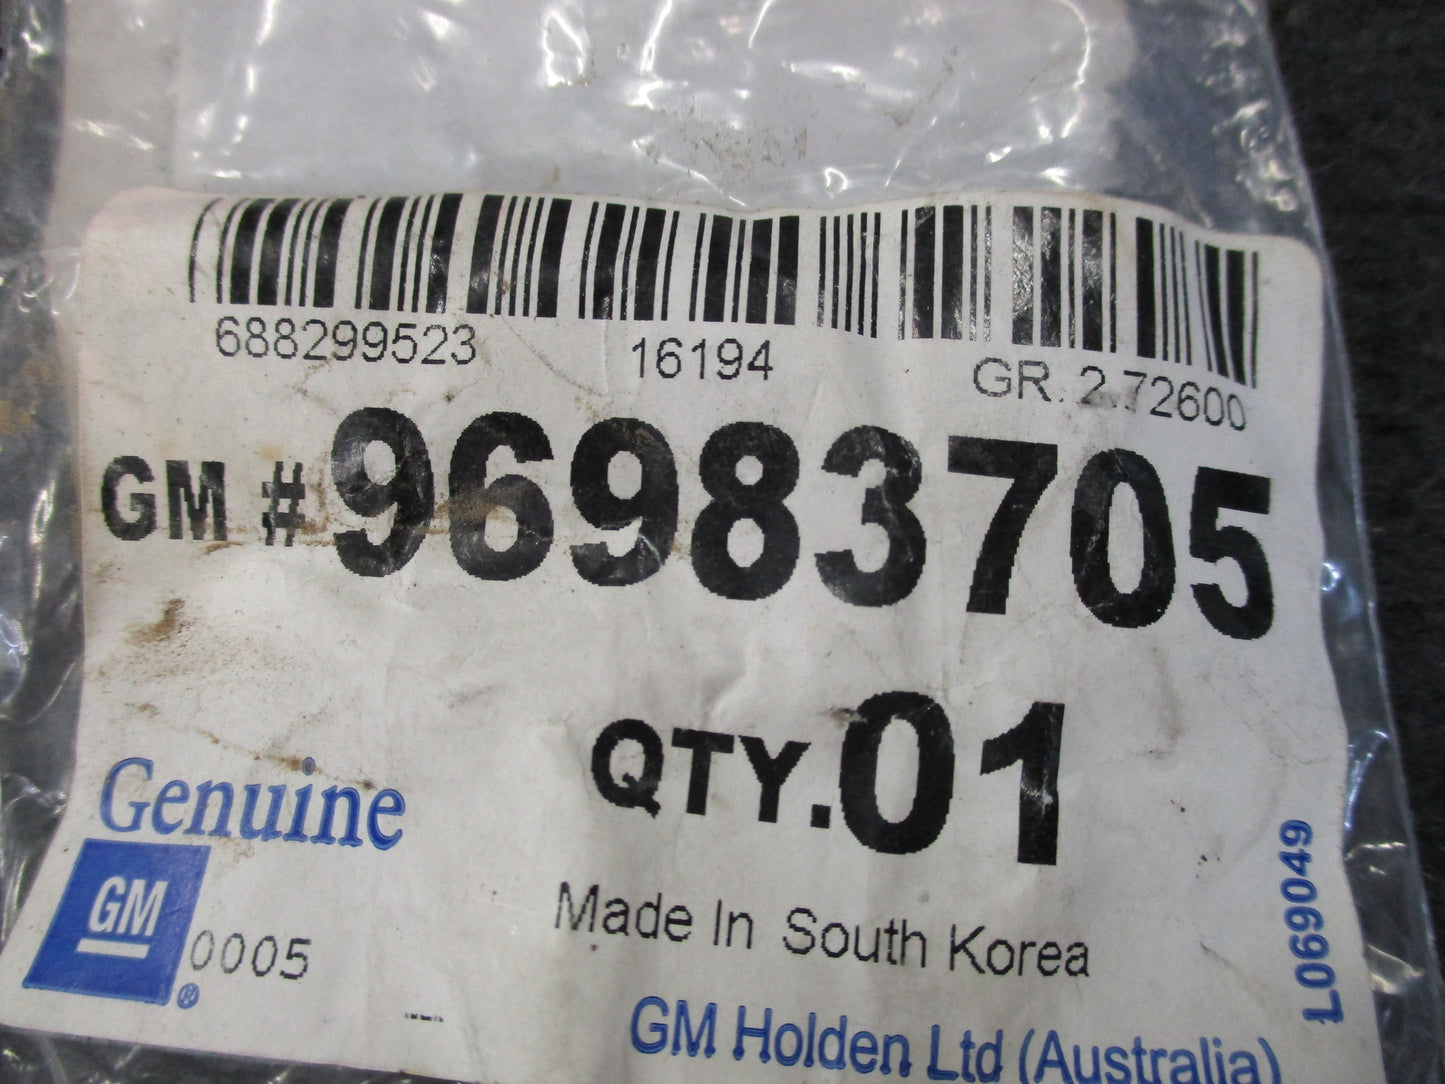 688299523 16194 GR. 2.72600
GM # 96983705
QTY. 01
Genuine
GM
®
0005
Made In South Korea
GM Holden Ltd (Australia)
L069049